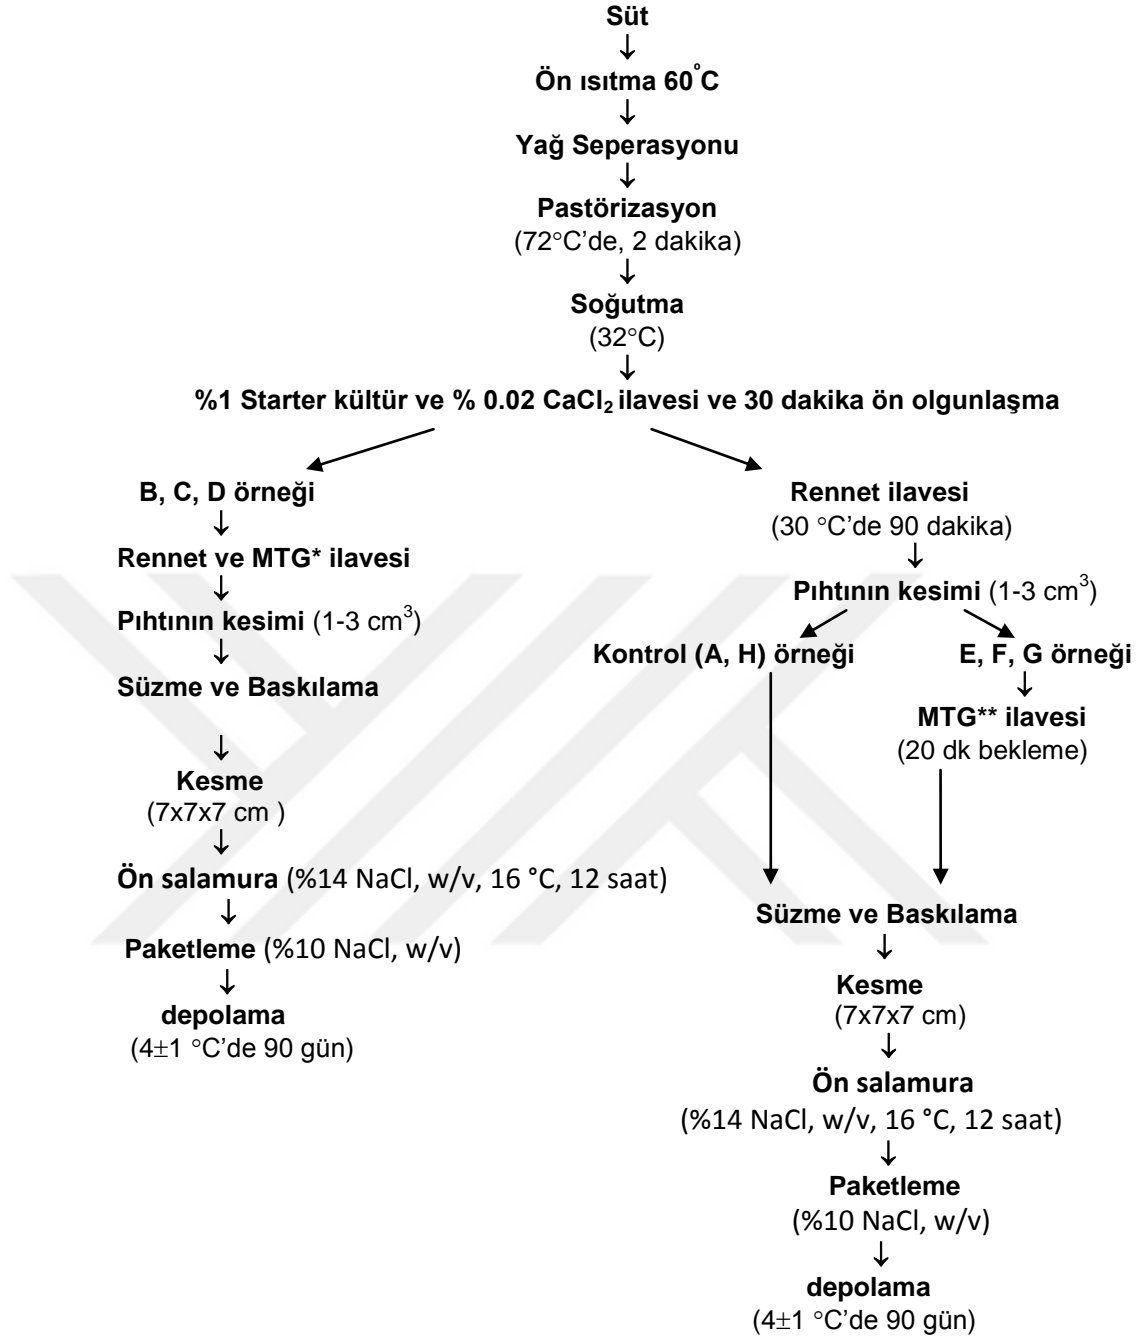 Süt
Ön ısıtma 60°C
Yağ Seperasyonu
Pastörizasyon
(72°C’de, 2 dakika)
Soğutma
(32°C)
%1 Starter kültür ve % 0.02 CaCl₂ ilavesi ve 30 dakika ön olgunlaşma
B, C, D örneği
Rennet ve MTG* ilavesi
Pıhtının kesimi (1-3 cm³)
Süzme ve Baskılama
Kesme
(7x7x7 cm )
Ön salamura (%14 NaCl, w/v, 16 °C, 12 saat)
Paketleme (%10 NaCl, w/v)
depolama
(4±1 °C’de 90 gün)
Rennet ilavesi
(30 °C’de 90 dakika)
Pıhtının kesimi (1-3 cm³)
Kontrol (A, H) örneği
E, F, G örneği
MTG** ilavesi
(20 dk bekleme)
Süzme ve Baskılama
Kesme
(7x7x7 cm)
Ön salamura
(%14 NaCl, w/v, 16 °C, 12 saat)
Paketleme
(%10 NaCl, w/v)
depolama
(4±1 °C’de 90 gün)